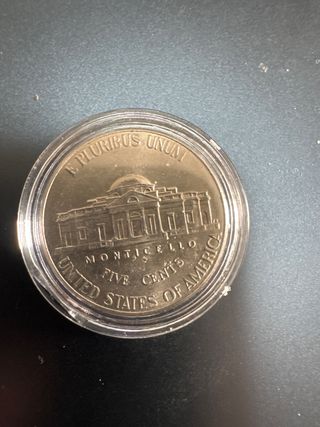 E PLURIBUS UNUM
MONTICELLO
S
FIVE CENTS
UNITED STATES OF AMERICA